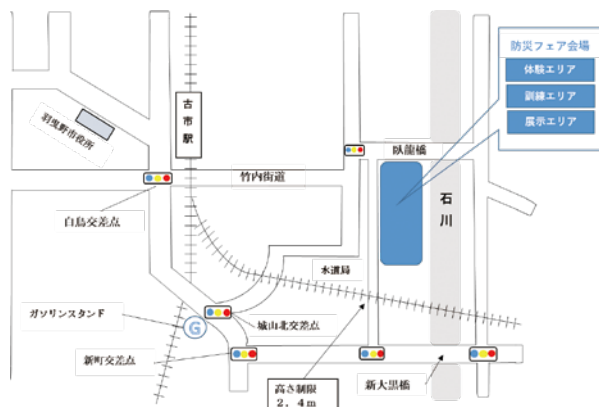 防災フェア会場
体験エリア
訓練エリア
展示エリア
古市駅
羽曳野市役所
臥龍橋
竹内街道
石川
白鳥交差点
水道局
ガソリンスタンド
G
城山北交差点
新町交差点
新大黒橋
高さ制限
2.4m